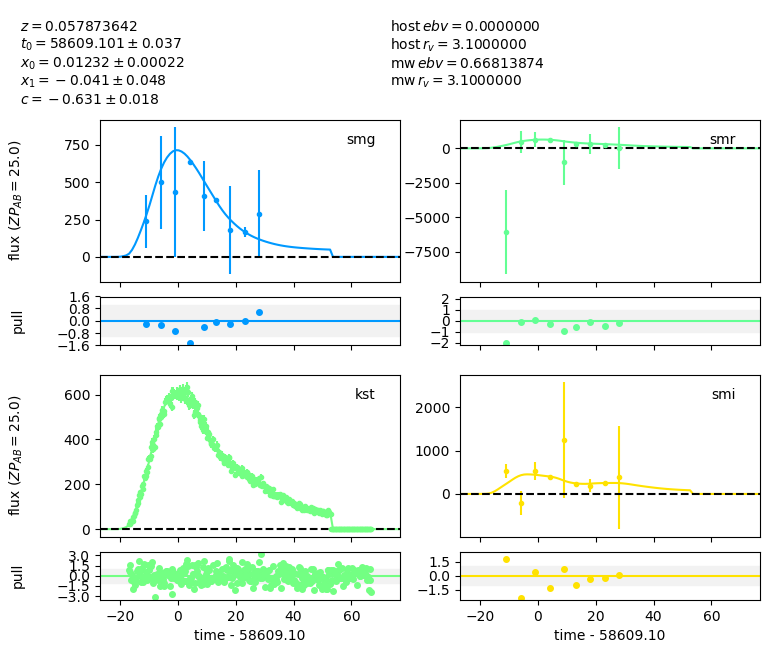 z = 0.057873642
t₀ = 58609.101 ± 0.037
x₀ = 0.01232 ± 0.00022
x₁ = −0.041 ± 0.048
c = −0.631 ± 0.018
host ebv = 0.0000000
host r_v = 3.1000000
mw ebv = 0.66813874
mw r_v = 3.1000000
flux (ZP_AB = 25.0)
750
500
250
0
smg
0
−2500
−5000
−7500
smr
pull
1.6
0.8
0.0
−0.8
−1.6
2
1
0
−1
−2
flux (ZP_AB = 25.0)
600
400
200
0
kst
2000
1000
0
smi
pull
3.0
1.5
0.0
−1.5
−3.0
1.5
0.0
−1.5
−20 0 20 40 60
−20 0 20 40 60
time - 58609.10
time - 58609.10